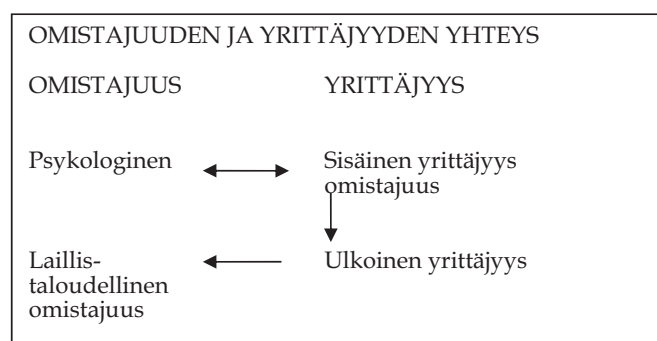 OMISTAJUUDEN JA YRITTÄJYYDEN YHTEYS
OMISTAJUUS YRITTÄJYYS
Psykologinen Sisäinen yrittäjyys
omistajuus
Laillis- Ulkoinen yrittäjyys
taloudellinen
omistajuus